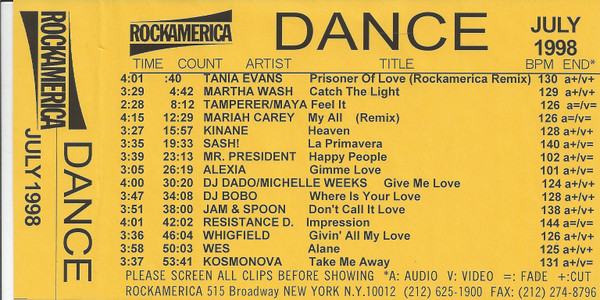 ROCKAMERICA
DANCE
JULY 1998
ROCKAMERICA
DANCE
JULY
1998
TIME COUNT ARTIST TITLE BPM END*
4:01 :40 TANIA EVANS Prisoner Of Love (Rockamerica Remix) 130 a+/v+
3:29 4:42 MARTHA WASH Catch The Light 129 a+/v+
2:28 8:12 TAMPERER/MAYA Feel It 126 a=/v=
4:15 12:29 MARIAH CAREY My All (Remix) 126 a=/v=
3:27 15:57 KINANE Heaven 128 a=/v+
3:35 19:33 SASH! La Primavera 140 a=/v=
3:39 23:13 MR. PRESIDENT Happy People 102 a=/v=
3:05 26:19 ALEXIA Gimme Love 101 a=/v=
4:00 30:20 DJ DADO/MICHELLE WEEKS Give Me Love 124 a+/v+
3:47 34:08 DJ BOBO Where Is Your Love 128 a=/v+
3:51 38:00 JAM & SPOON Don't Call It Love 138 a+/v+
4:01 42:02 RESISTANCE D. Impression 144 a=/v=
3:36 46:04 WHIGFIELD Givin' All My Love 126 a=/v+
3:58 50:03 WES Alane 125 a+/v+
3:37 53:41 KOSMONOVA Take Me Away 131 a=/v+
PLEASE SCREEN ALL CLIPS BEFORE SHOWING *A: AUDIO V: VIDEO =: FADE +:CUT
ROCKAMERICA 515 Broadway NEW YORK N.Y.10012 (212) 625-1900 FAX: (212) 274-8796